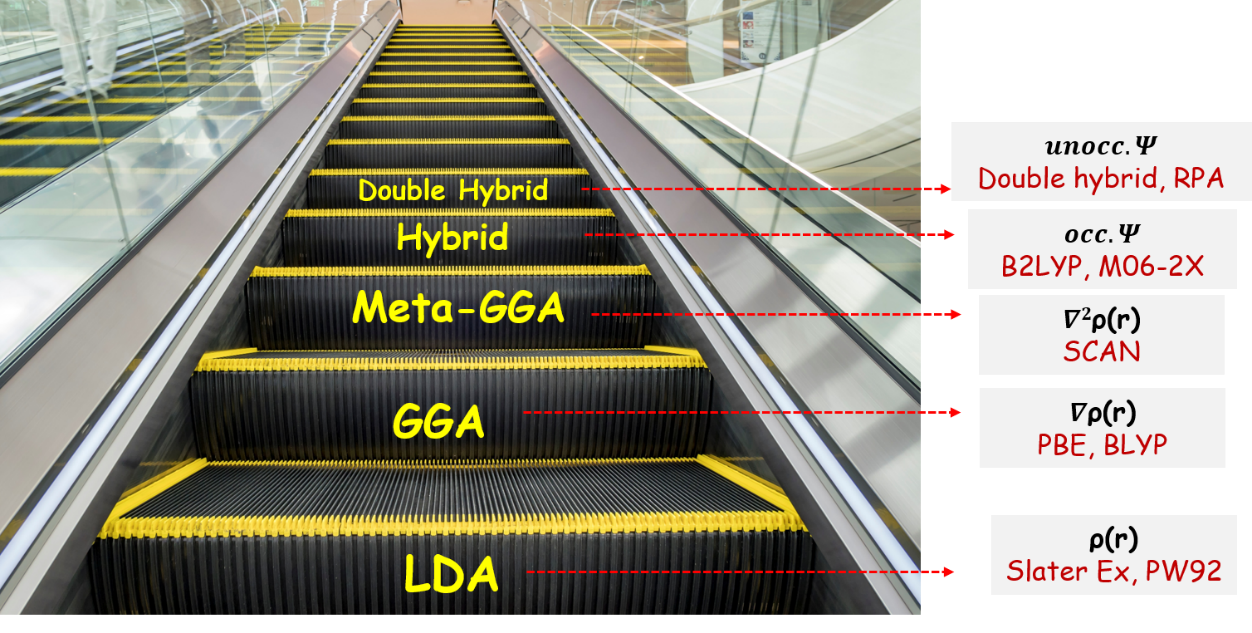 unocc. Ψ
Double hybrid, RPA
Double Hybrid
occ. Ψ
B2LYP, M06-2X
Hybrid
∇²ρ(r)
SCAN
Meta-GGA
∇ρ(r)
PBE, BLYP
GGA
ρ(r)
Slater Ex, PW92
LDA